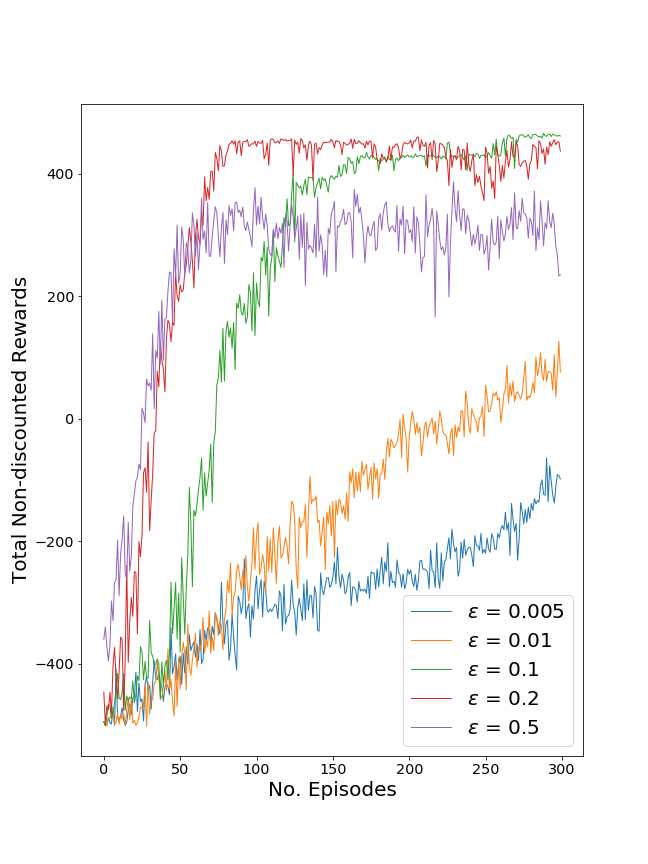 400
200
0
−200
−400
Total Non-discounted Rewards
0 50 100 150 200 250 300
No. Episodes
ε = 0.005
ε = 0.01
ε = 0.1
ε = 0.2
ε = 0.5